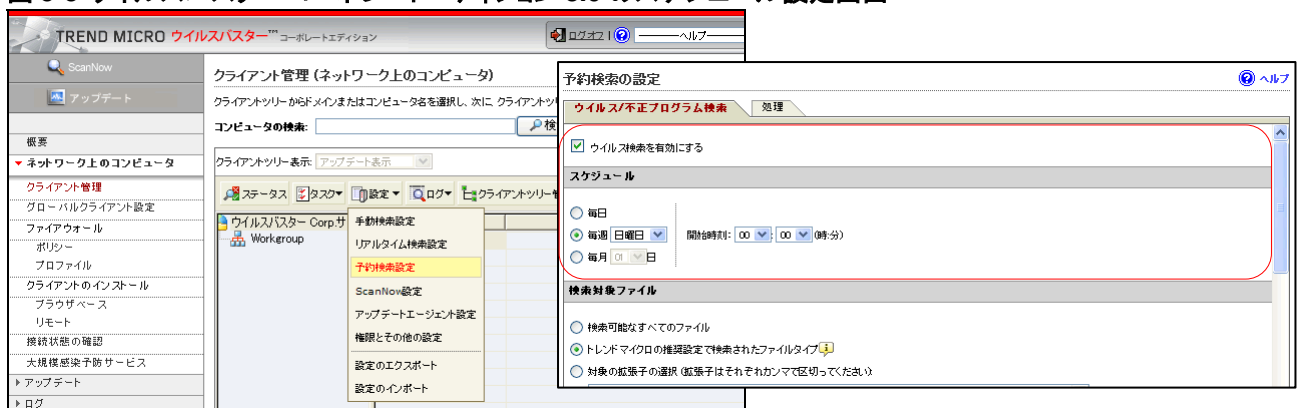 TREND MICRO ウイルスバスター™ コーポレートエディション
ログオフ | ? ヘルプ
ScanNow
アップデート
概要
ネットワーク上のコンピュータ
クライアント管理
グローバルクライアント設定
ファイアウォール
ポリシー
プロファイル
クライアントのインストール
ブラウザベース
リモート
接続状態の確認
大規模感染予防サービス
アップデート
ログ
クライアント管理 (ネットワーク上のコンピュータ)
クライアントツリーからドメインまたはコンピュータ名を選択し、次に、クライアントツリ
コンピュータの検索:
検
クライアントツリー表示: アップデート表示
ステータス タスク▼ 設定▼ ログ▼ クライアントツリー管
ウイルスバスター Corp.サ
Workgroup
手動検索設定
リアルタイム検索設定
予約検索設定
ScanNow設定
アップデートエージェント設定
権限とその他の設定
設定のエクスポート
設定のインポート
予約検索の設定
? ヘルプ
ウイルス/不正プログラム検索 処理
ウイルス検索を有効にする
スケジュール
毎日
毎週 日曜日 開始時刻: 00 : 00 (時:分)
毎月 01 日
検索対象ファイル
検索可能なすべてのファイル
トレンドマイクロの推奨設定で検索されたファイルタイプ
対象の拡張子の選択 (拡張子はそれぞれカンマで区切ってください):